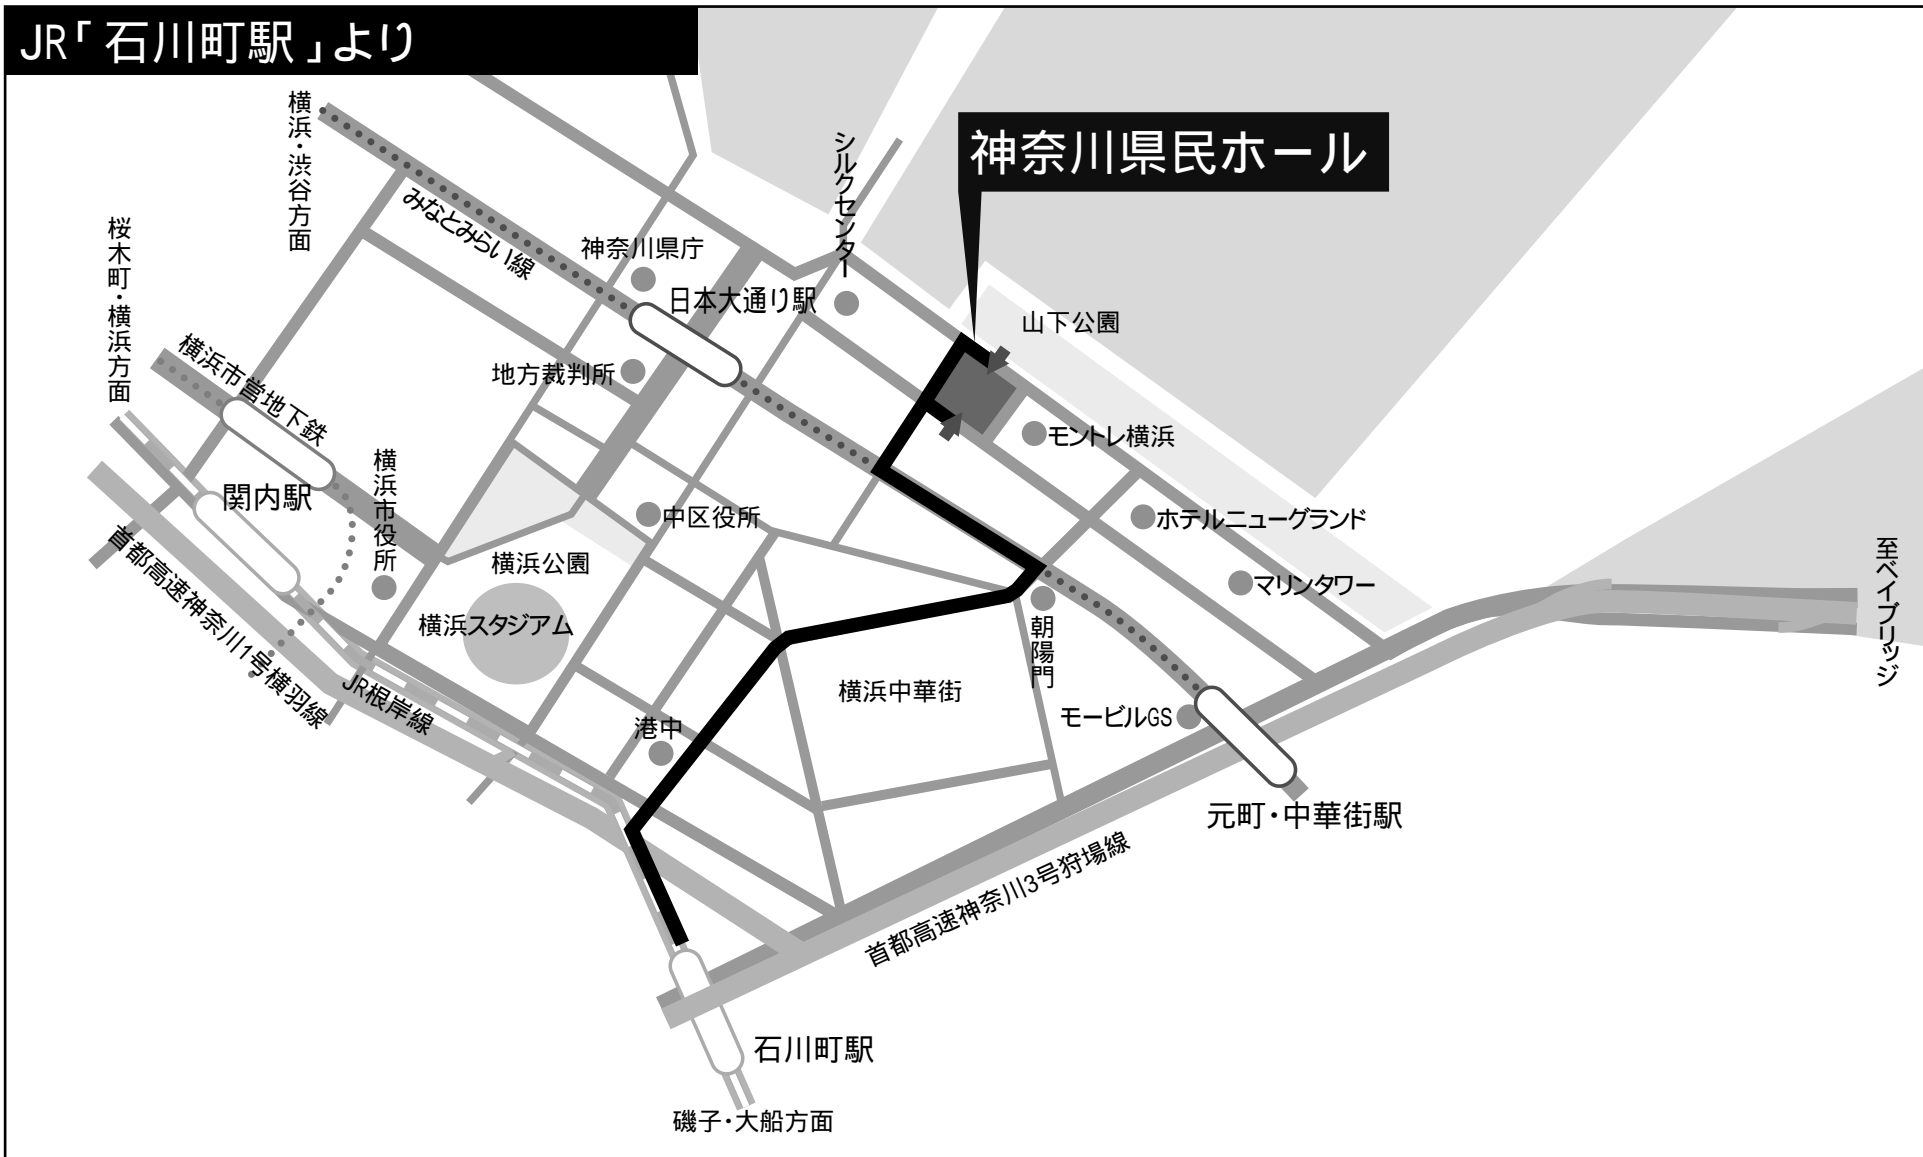 JR「石川町駅」より
神奈川県民ホール
横浜・渋谷方面
シルクセンター
みなとみらい線
桜木町・横浜方面
神奈川県庁
日本大通り駅
山下公園
横浜市営地下鉄
地方裁判所
モントレ横浜
関内駅
横浜市役所
中区役所
ホテルニューグランド
首都高速神奈川1号横羽線
横浜公園
マリンタワー
至ベイブリッジ
横浜スタジアム
朝陽門
JR根岸線
横浜中華街
港中
モービルGS
元町・中華街駅
首都高速神奈川3号狩場線
石川町駅
磯子・大船方面